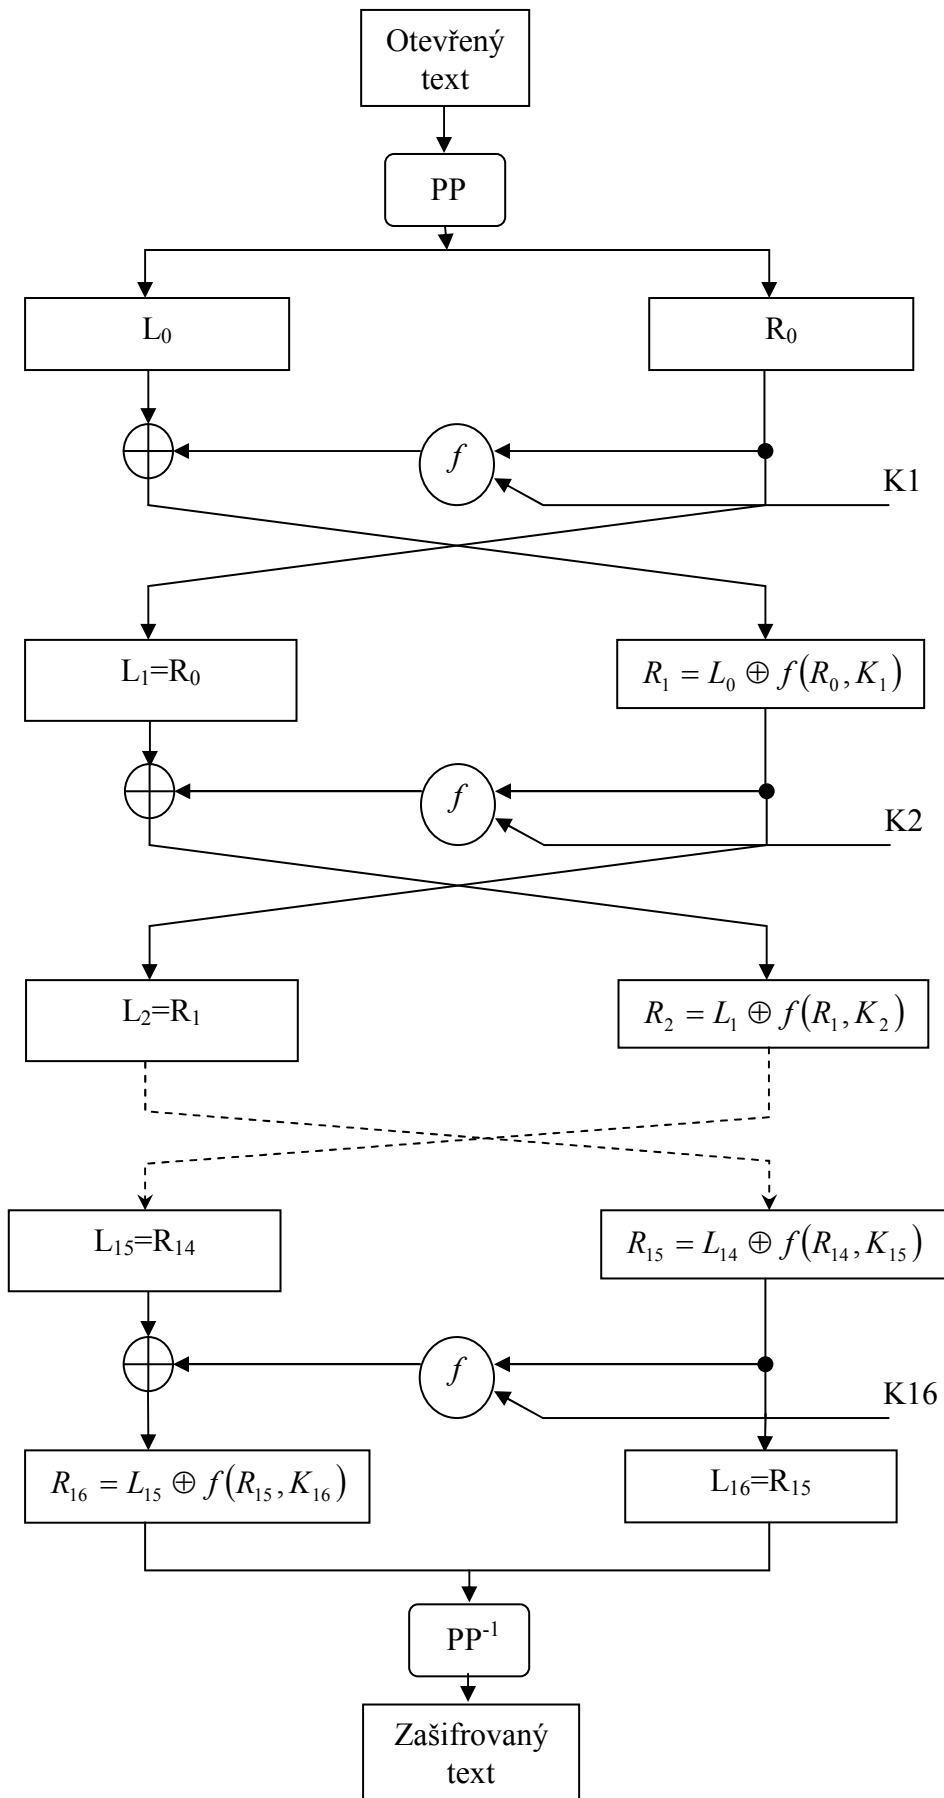 Otevřený
text
PP
L₀
R₀
f
K1
L₁=R₀
R₁ = L₀ ⊕ f(R₀, K₁)
f
K2
L₂=R₁
R₂ = L₁ ⊕ f(R₁, K₂)
L₁₅=R₁₄
R₁₅ = L₁₄ ⊕ f(R₁₄, K₁₅)
f
K16
R₁₆ = L₁₅ ⊕ f(R₁₅, K₁₆)
L₁₆=R₁₅
PP⁻¹
Zašifrovaný
text